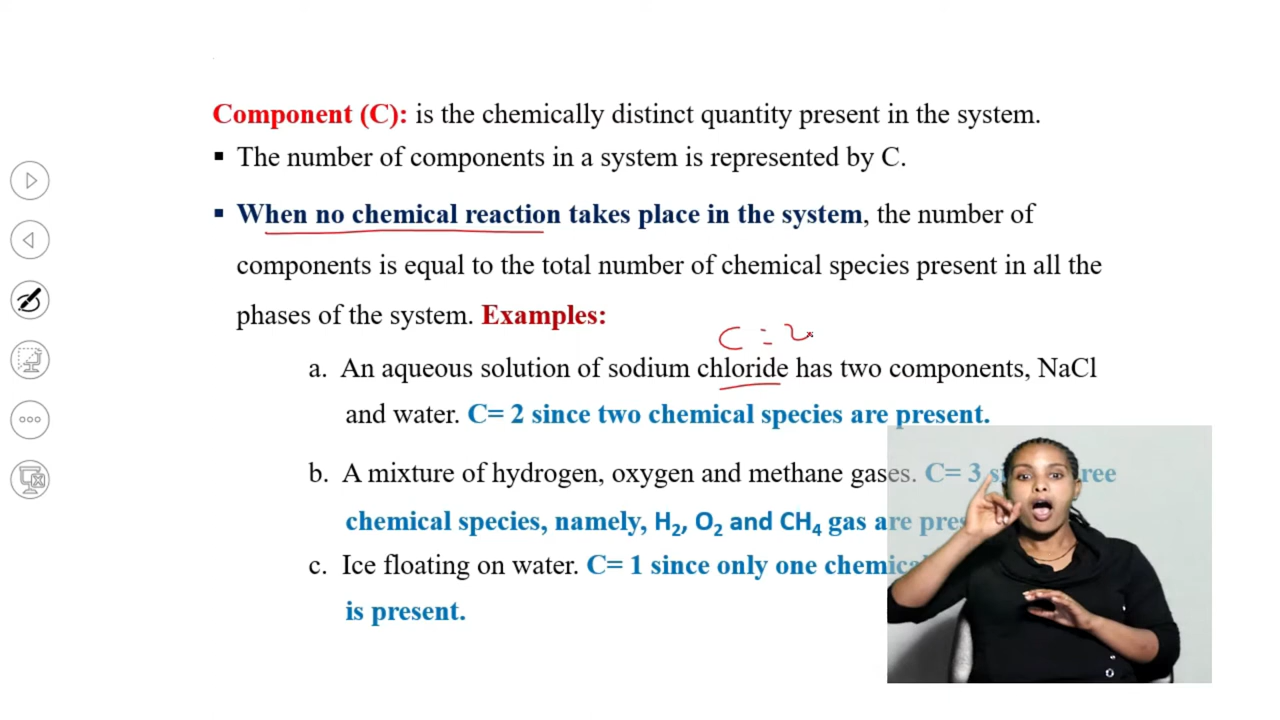 Component (C): is the chemically distinct quantity present in the system.
▪ The number of components in a system is represented by C.
▪ When no chemical reaction takes place in the system, the number of
components is equal to the total number of chemical species present in all the
phases of the system. Examples:
C = 2
a. An aqueous solution of sodium chloride has two components, NaCl
and water. C= 2 since two chemical species are present.
b. A mixture of hydrogen, oxygen and methane gases. C= 3
chemical species, namely, H₂, O₂ and CH₄ gas are
c. Ice floating on water. C= 1 since only one
is present.